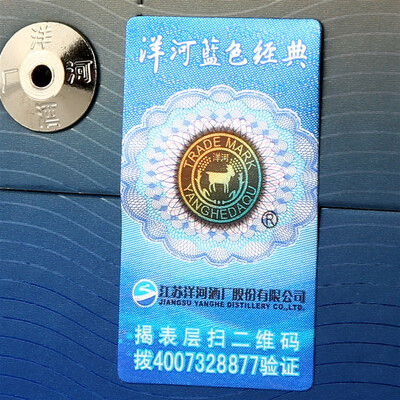 洋河蓝色经典
TRADE MARK
洋河
YANGHEDAQU
®
江苏洋河酒厂股份有限公司
JIANGSU YANGHE DISTILLERY CO.,LTD.
揭表层扫二维码
拨4007328877验证
洋
厂 河
酒